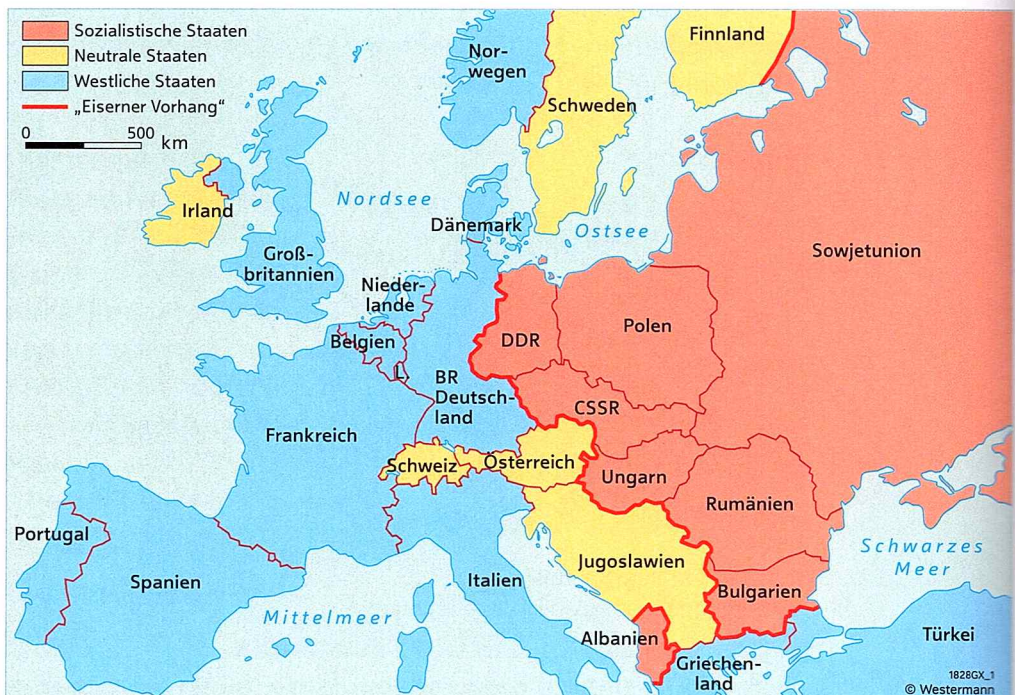 Sozialistische Staaten
Neutrale Staaten
Westliche Staaten
„Eiserner Vorhang“
0 500 km
Nor-
wegen
Schweden
Finnland
Irland
Nordsee
Dänemark
Ostsee
Sowjetunion
Groß-
britannien
Nieder-
lande
Belgien
L.
BR
Deutsch-
land
DDR
Polen
CSSR
Frankreich
Schweiz
Österreich
Ungarn
Rumänien
Portugal
Spanien
Italien
Jugoslawien
Bulgarien
Schwarzes
Meer
Mittelmeer
Albanien
Griechen-
land
Türkei
1828GX_1
© Westermann